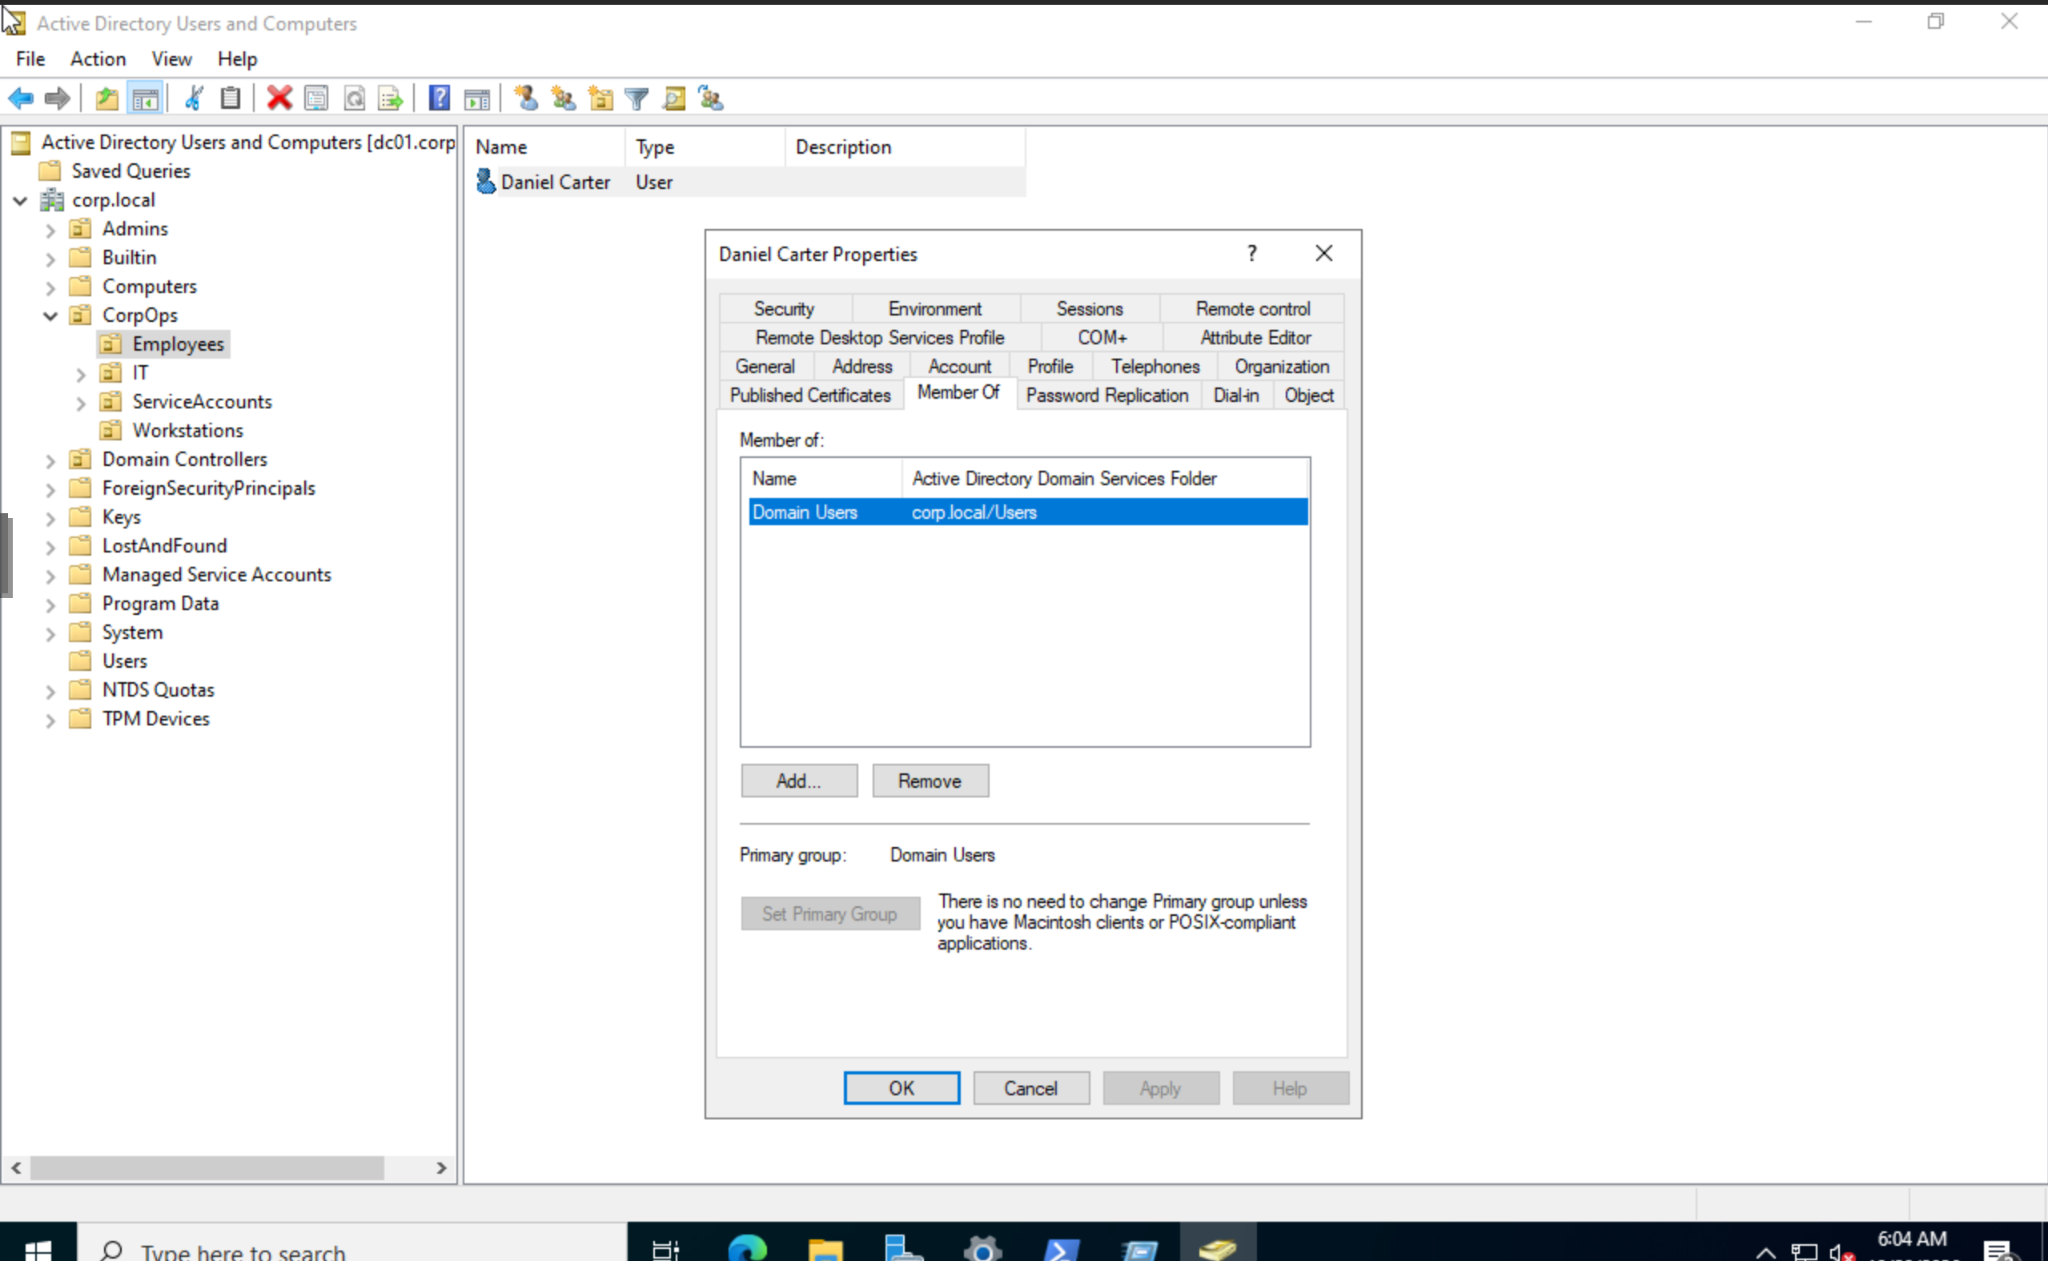 Active Directory Users and Computers
File Action View Help
Active Directory Users and Computers [dc01.corp
Saved Queries
corp.local
Admins
Builtin
Computers
CorpOps
Employees
IT
ServiceAccounts
Workstations
Domain Controllers
ForeignSecurityPrincipals
Keys
LostAndFound
Managed Service Accounts
Program Data
System
Users
NTDS Quotas
TPM Devices
Name Type Description
Daniel Carter User
Daniel Carter Properties
Security Environment Sessions Remote control
Remote Desktop Services Profile COM+ Attribute Editor
General Address Account Profile Telephones Organization
Published Certificates Member Of Password Replication Dial-in Object
Member of:
Name Active Directory Domain Services Folder
Domain Users corp.local/Users
Add... Remove
Primary group: Domain Users
Set Primary Group
There is no need to change Primary group unless
you have Macintosh clients or POSIX-compliant
applications.
OK Cancel Apply Help
Type here to search
6:04 AM